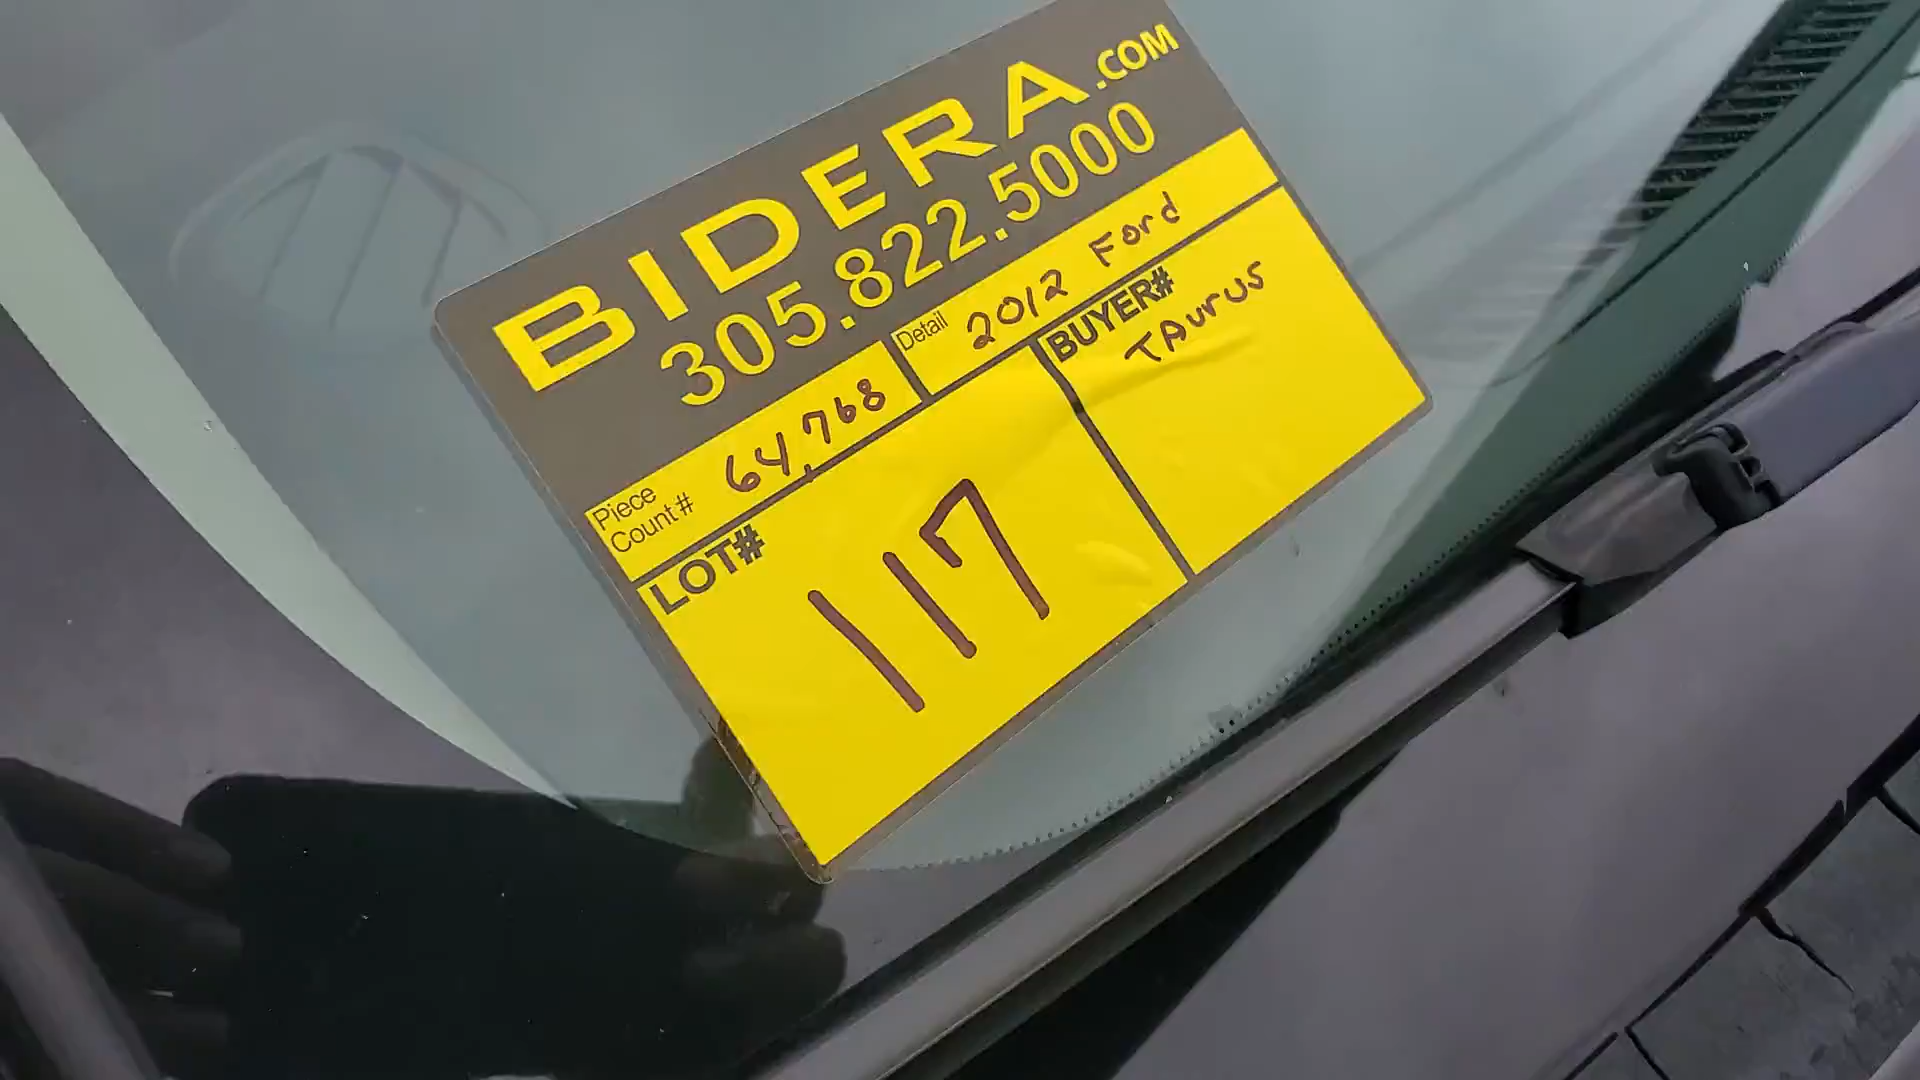 BIDERA.COM
305.822.5000
Piece Count # 64,768
Detail 2012 Ford
TAurus
LOT# 117
BUYER#